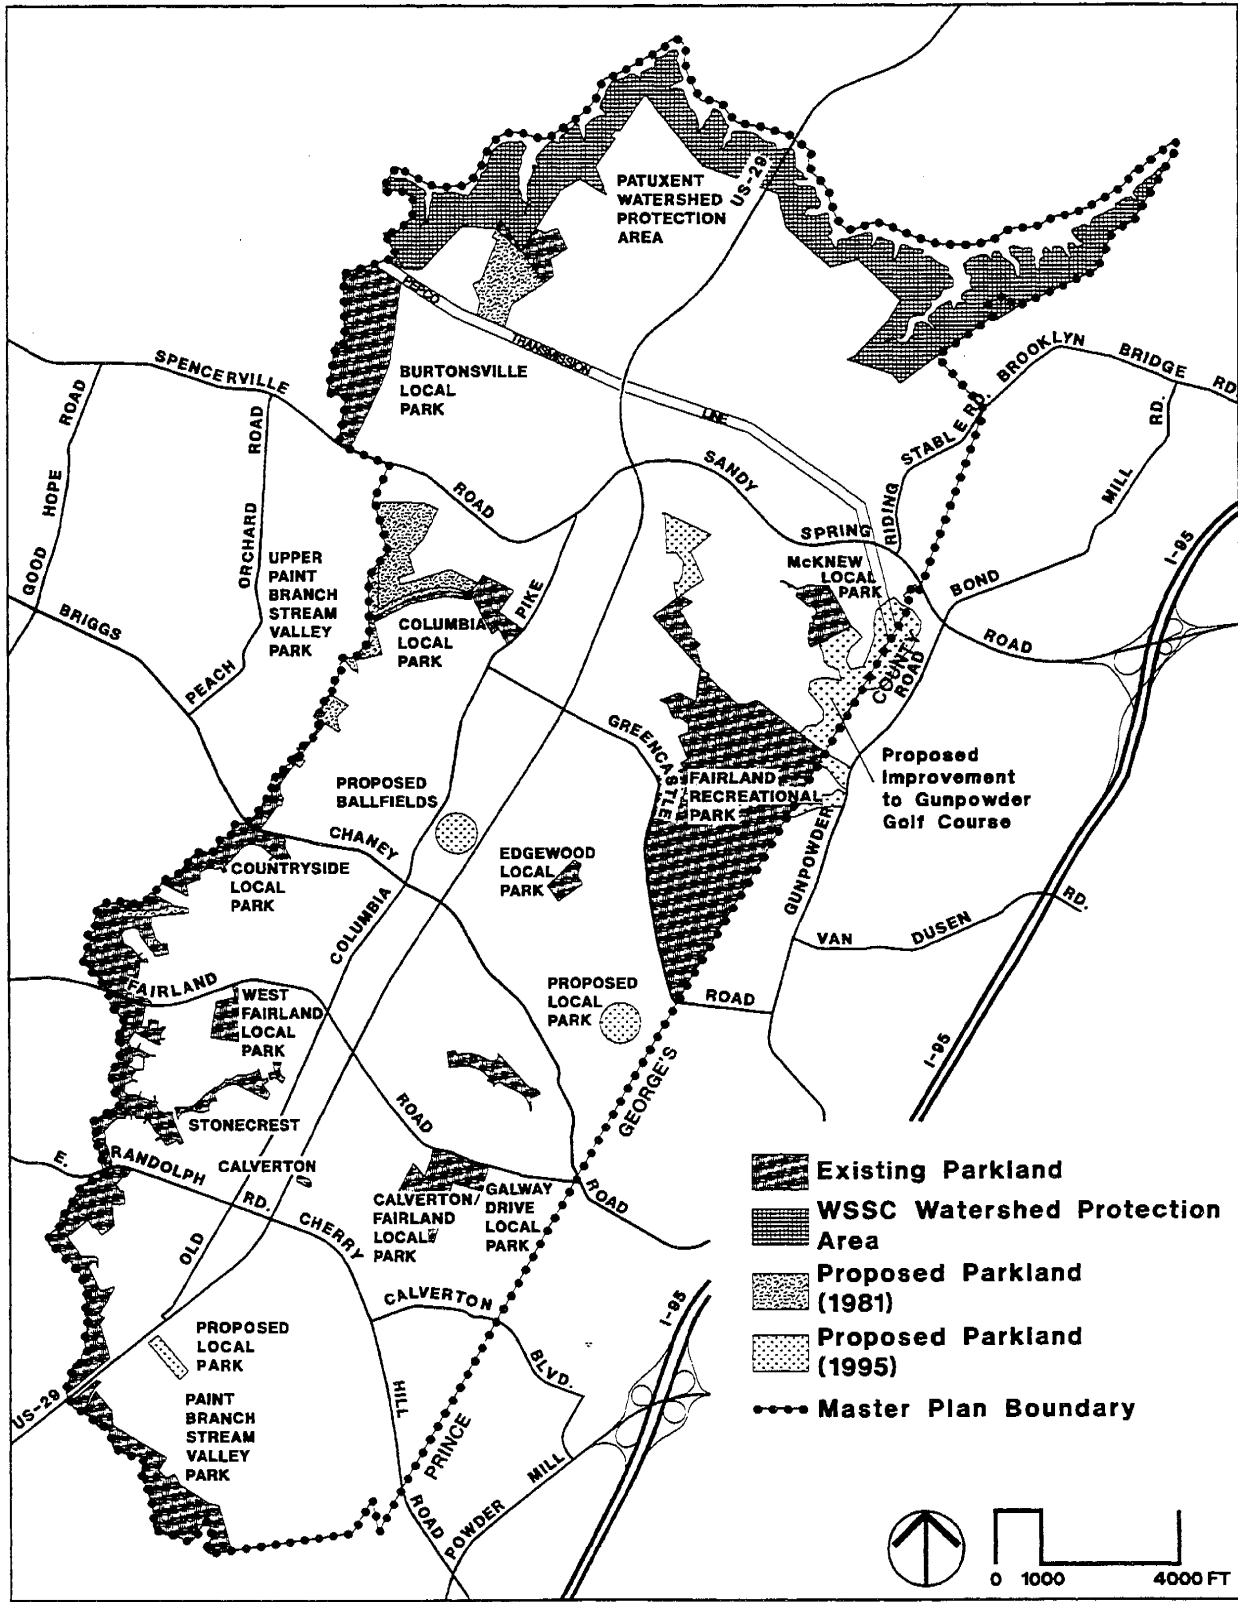 US-29
PATUXENT
WATERSHED
PROTECTION
AREA
PEPCO
TRANSMISSION
LINE
SPENCERVILLE
ROAD
BURTONSVILLE
LOCAL
PARK
BROOKLYN
BRIDGE
RD.
STABLE RD.
RIDING
GOOD
HOPE
ROAD
ORCHARD
ROAD
PEACH
MILL
RD.
SANDY
SPRING
ROAD
BOND
I-95
UPPER
PAINT
BRANCH
STREAM
VALLEY
PARK
COLUMBIA
LOCAL
PARK
PIKE
McKNEW
LOCAL
PARK
BRIGGS
CHANEY
COUNTY
ROAD
GREENCASTLE
PROPOSED
BALLFIELDS
FAIRLAND
RECREATIONAL
PARK
Proposed
Improvement
to Gunpowder
Golf Course
GUNPOWDER
COUNTRYSIDE
LOCAL
PARK
EDGEWOOD
LOCAL
PARK
COLUMBIA
VAN
DUSEN
RD.
FAIRLAND
WEST
FAIRLAND
LOCAL
PARK
PROPOSED
LOCAL
PARK
ROAD
I-95
GEORGE'S
STONECREST
ROAD
E.
RANDOLPH
RD.
CALVERTON
CHERRY
CALVERTON/
FAIRLAND
LOCAL
PARK
GALWAY
DRIVE
LOCAL
PARK
ROAD
OLD
CALVERTON
BLVD.
I-95
PROPOSED
LOCAL
PARK
US-29
PAINT
BRANCH
STREAM
VALLEY
PARK
HILL
ROAD
PRINCE
POWDER
MILL
Existing Parkland
WSSC Watershed Protection
Area
Proposed Parkland
(1981)
Proposed Parkland
(1995)
Master Plan Boundary
0 1000 4000 FT